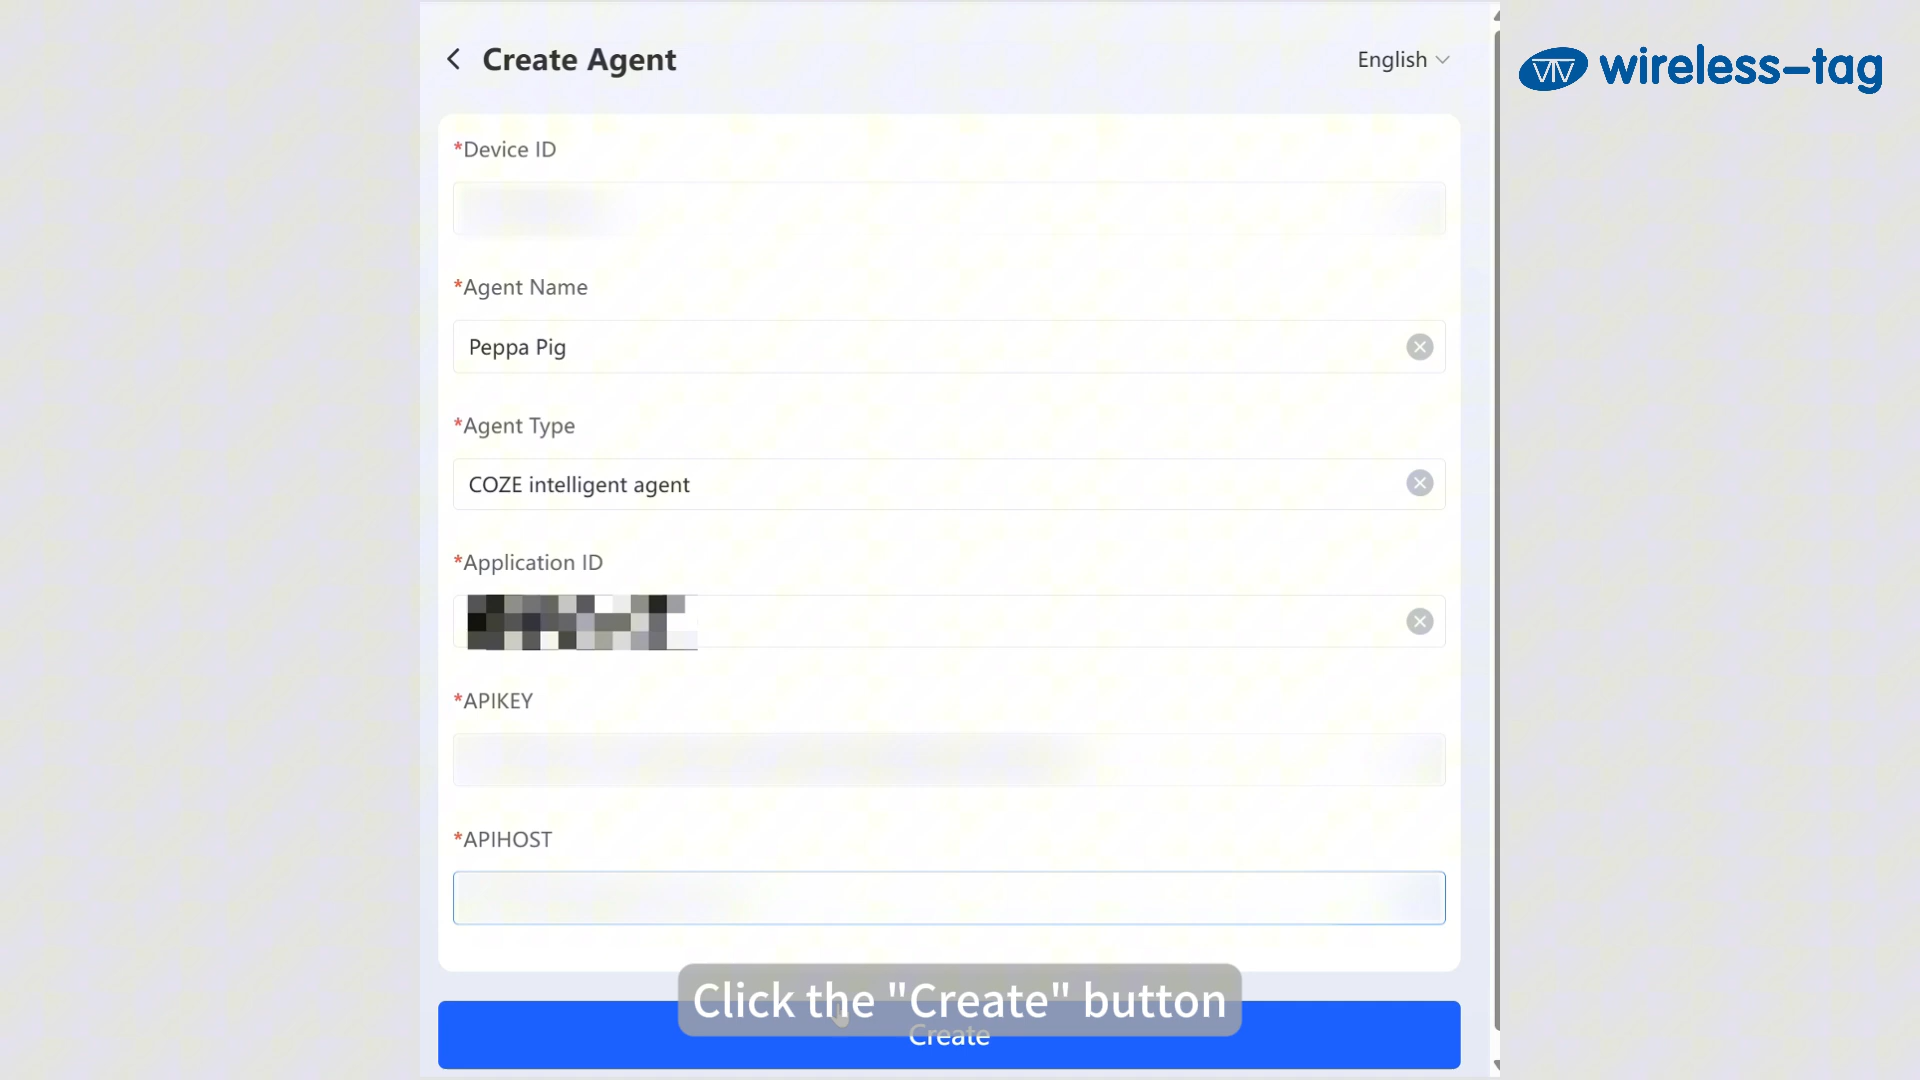 Create Agent
English
wireless-tag
*Device ID
*Agent Name
Peppa Pig
*Agent Type
COZE intelligent agent
*Application ID
*APIKEY
*APIHOST
Click the "Create" button
Create